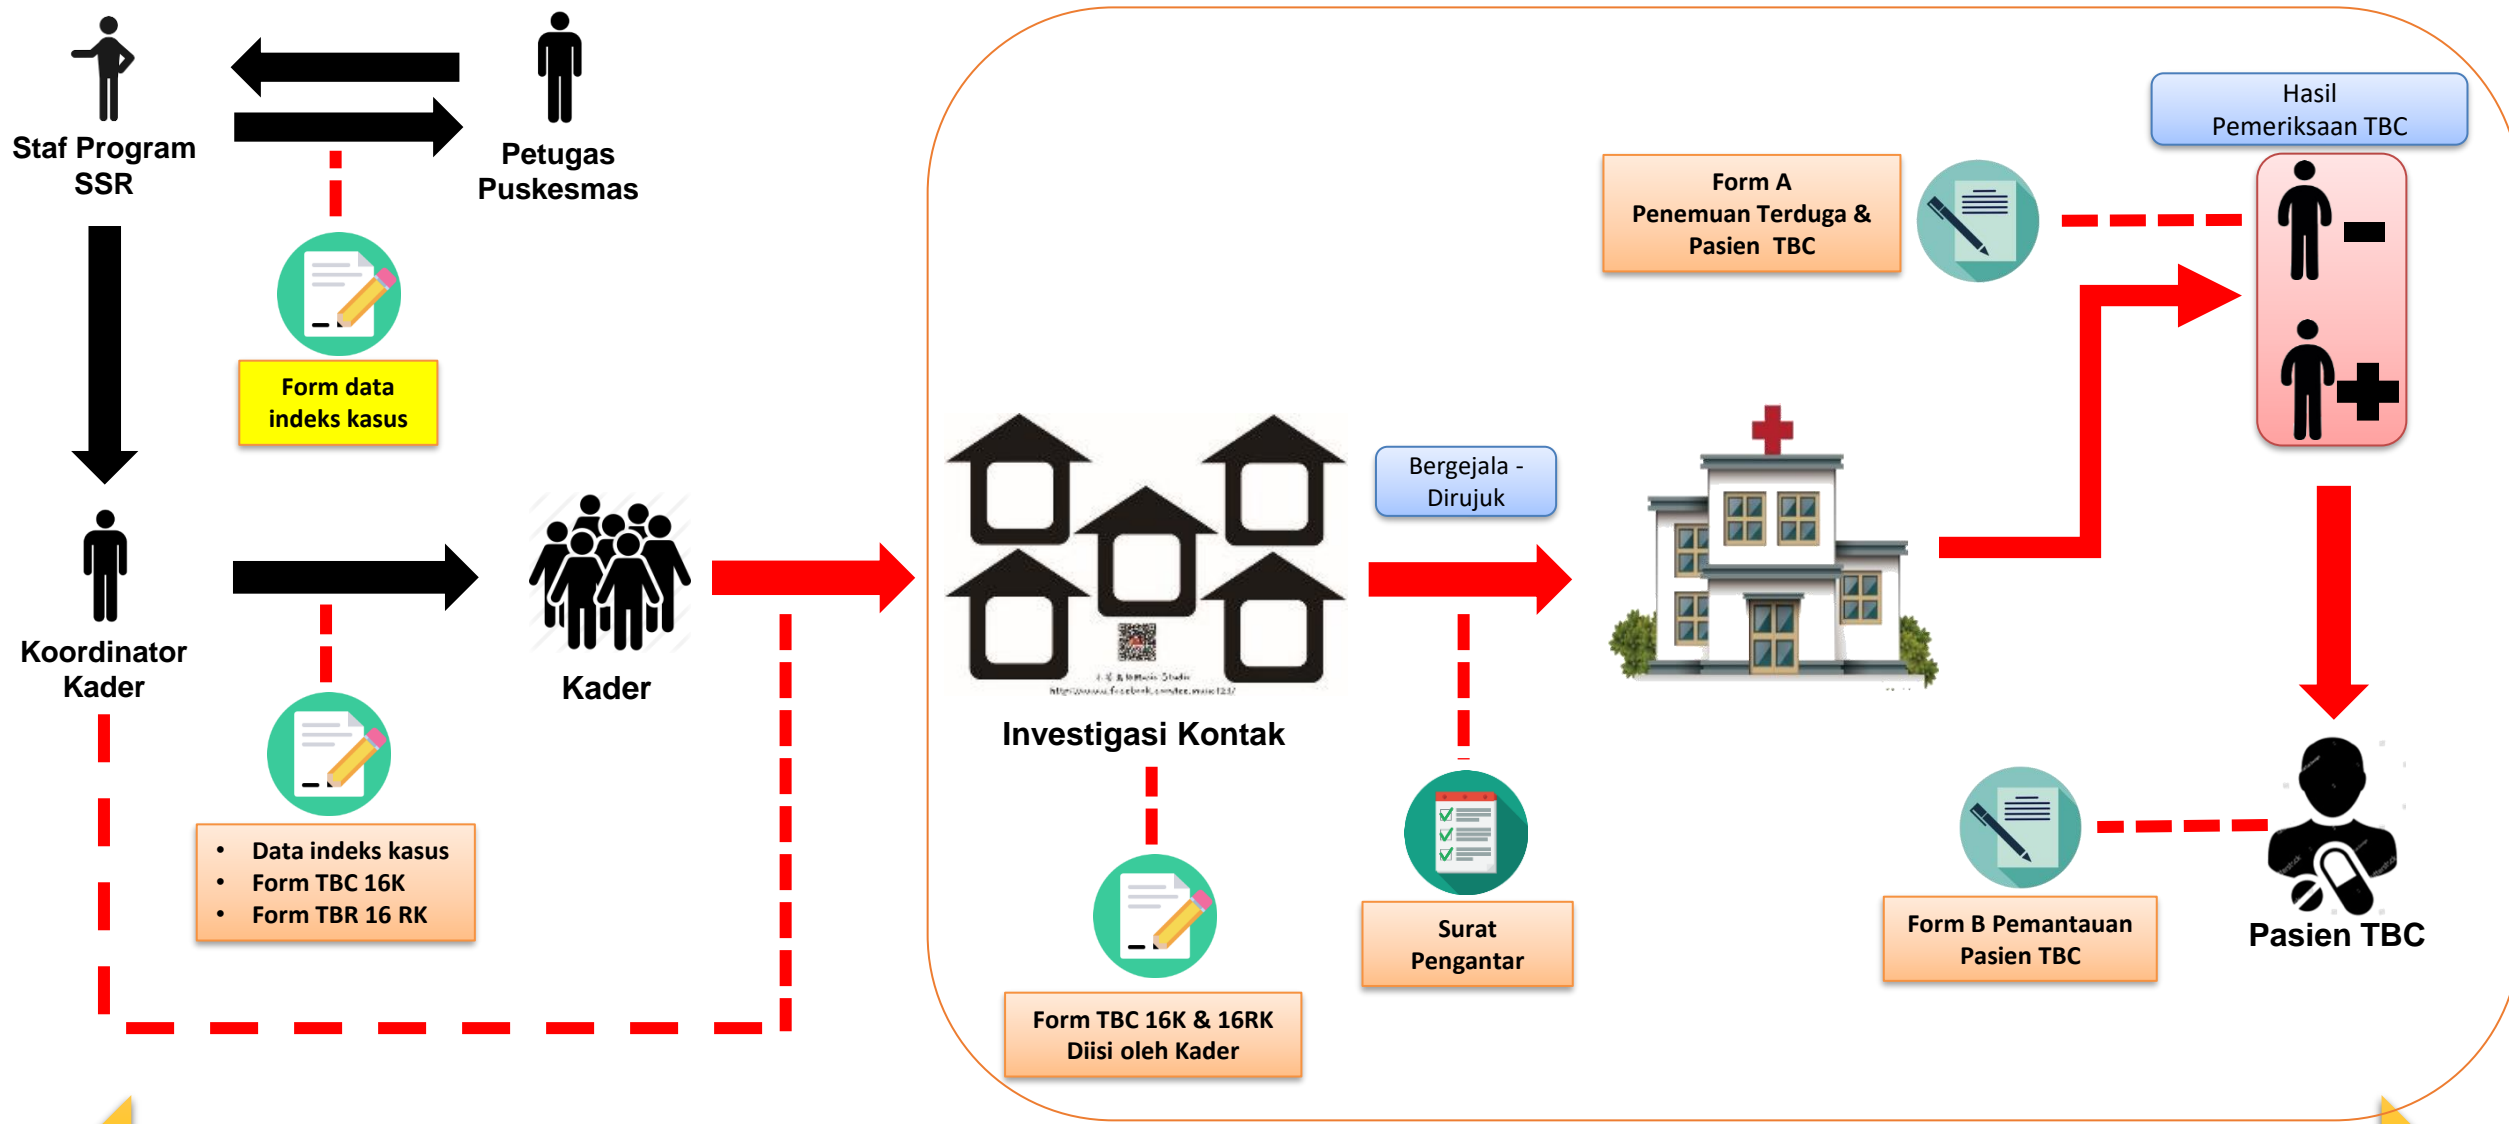 Staf Program
SSR
Petugas
Puskesmas
Form data
indeks kasus
Koordinator
Kader
Kader
• Data indeks kasus
• Form TBC 16K
• Form TBR 16 RK
Investigasi Kontak
Form TBC 16K & 16RK
Diisi oleh Kader
Bergejala -
Dirujuk
Surat
Pengantar
Form A
Penemuan Terduga &
Pasien TBC
Hasil
Pemeriksaan TBC
Form B Pemantauan
Pasien TBC
Pasien TBC